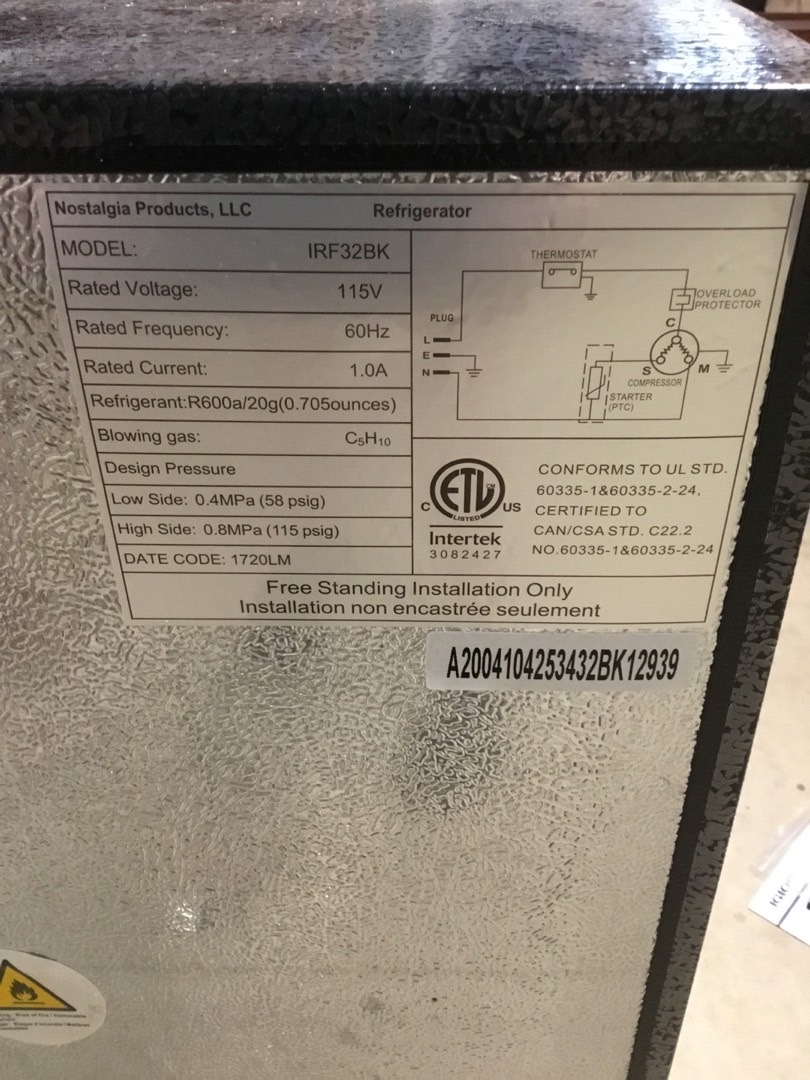 Nostalgia Products, LLC Refrigerator
MODEL: IRF32BK
Rated Voltage: 115V
Rated Frequency: 60Hz
Rated Current: 1.0A
Refrigerant:R600a/20g(0.705ounces)
Blowing gas: C₅H₁₀
Design Pressure
Low Side: 0.4MPa (58 psig)
High Side: 0.8MPa (115 psig)
DATE CODE: 1720LM
THERMOSTAT
OVERLOAD
PROTECTOR
PLUG
L
E
N
C
S
M
COMPRESSOR
STARTER
(PTC)
C ETL US
LISTED
Intertek
3082427
CONFORMS TO UL STD.
60335-1&60335-2-24,
CERTIFIED TO
CAN/CSA STD. C22.2
NO.60335-1&60335-2-24
Free Standing Installation Only
Installation non encastrée seulement
A2004104253432BK12939